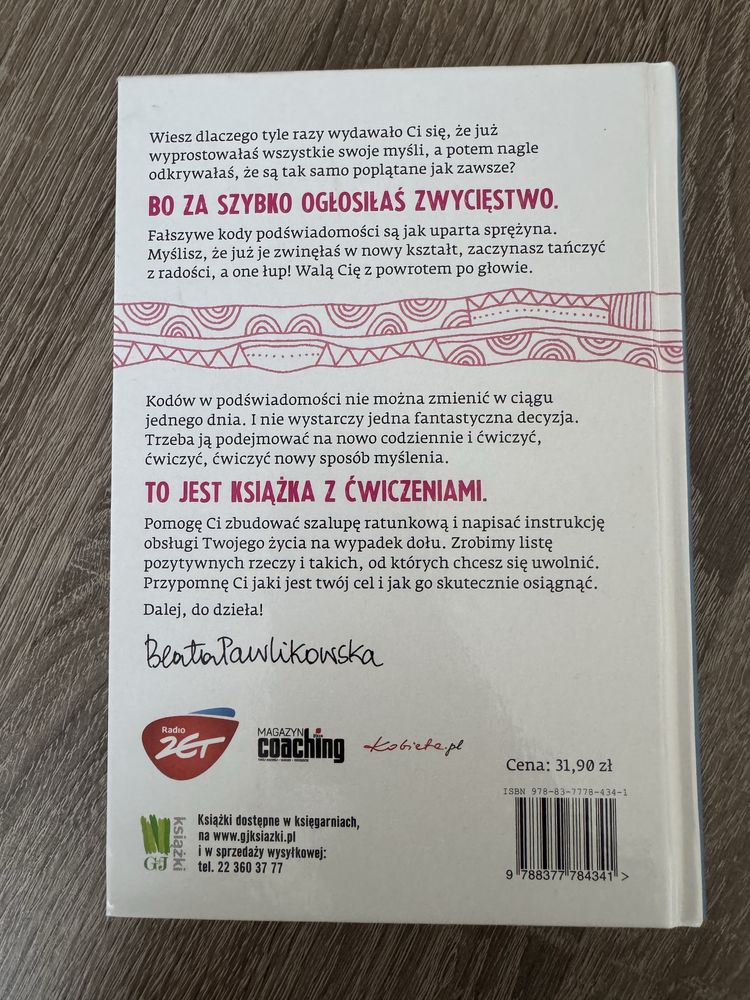 Wiesz dlaczego tyle razy wydawało Ci się, że już
wyprostowałaś wszystkie swoje myśli, a potem nagle
odkrywałaś, że są tak samo poplątane jak zawsze?
BO ZA SZYBKO OGŁOSIŁAŚ ZWYCIĘSTWO.
Fałszywe kody podświadomości są jak uparta sprężyna.
Myślisz, że już je zwinęłaś w nowy kształt, zaczynasz tańczyć
z radości, a one łup! Walą Cię z powrotem po głowie.
Kodów w podświadomości nie można zmienić w ciągu
jednego dnia. I nie wystarczy jedna fantastyczna decyzja.
Trzeba ją podejmować na nowo codziennie i ćwiczyć,
ćwiczyć, ćwiczyć nowy sposób myślenia.
TO JEST KSIĄŻKA Z ĆWICZENIAMI.
Pomogę Ci zbudować szalupę ratunkową i napisać instrukcję
obsługi Twojego życia na wypadek dołu. Zrobimy listę
pozytywnych rzeczy i takich, od których chcesz się uwolnić.
Przypomnę Ci jaki jest twój cel i jak go skutecznie osiągnąć.
Dalej, do dzieła!
Beata Pawlikowska
Radio
ZET
MAGAZYN
coaching
Kobieta.pl
Cena: 31,90 zł
ISBN 978-83-7778-434-1
9 788377 784341 >
G+J
książki
Książki dostępne w księgarniach,
na www.gjksiazki.pl
i w sprzedaży wysyłkowej:
tel. 22 360 37 77